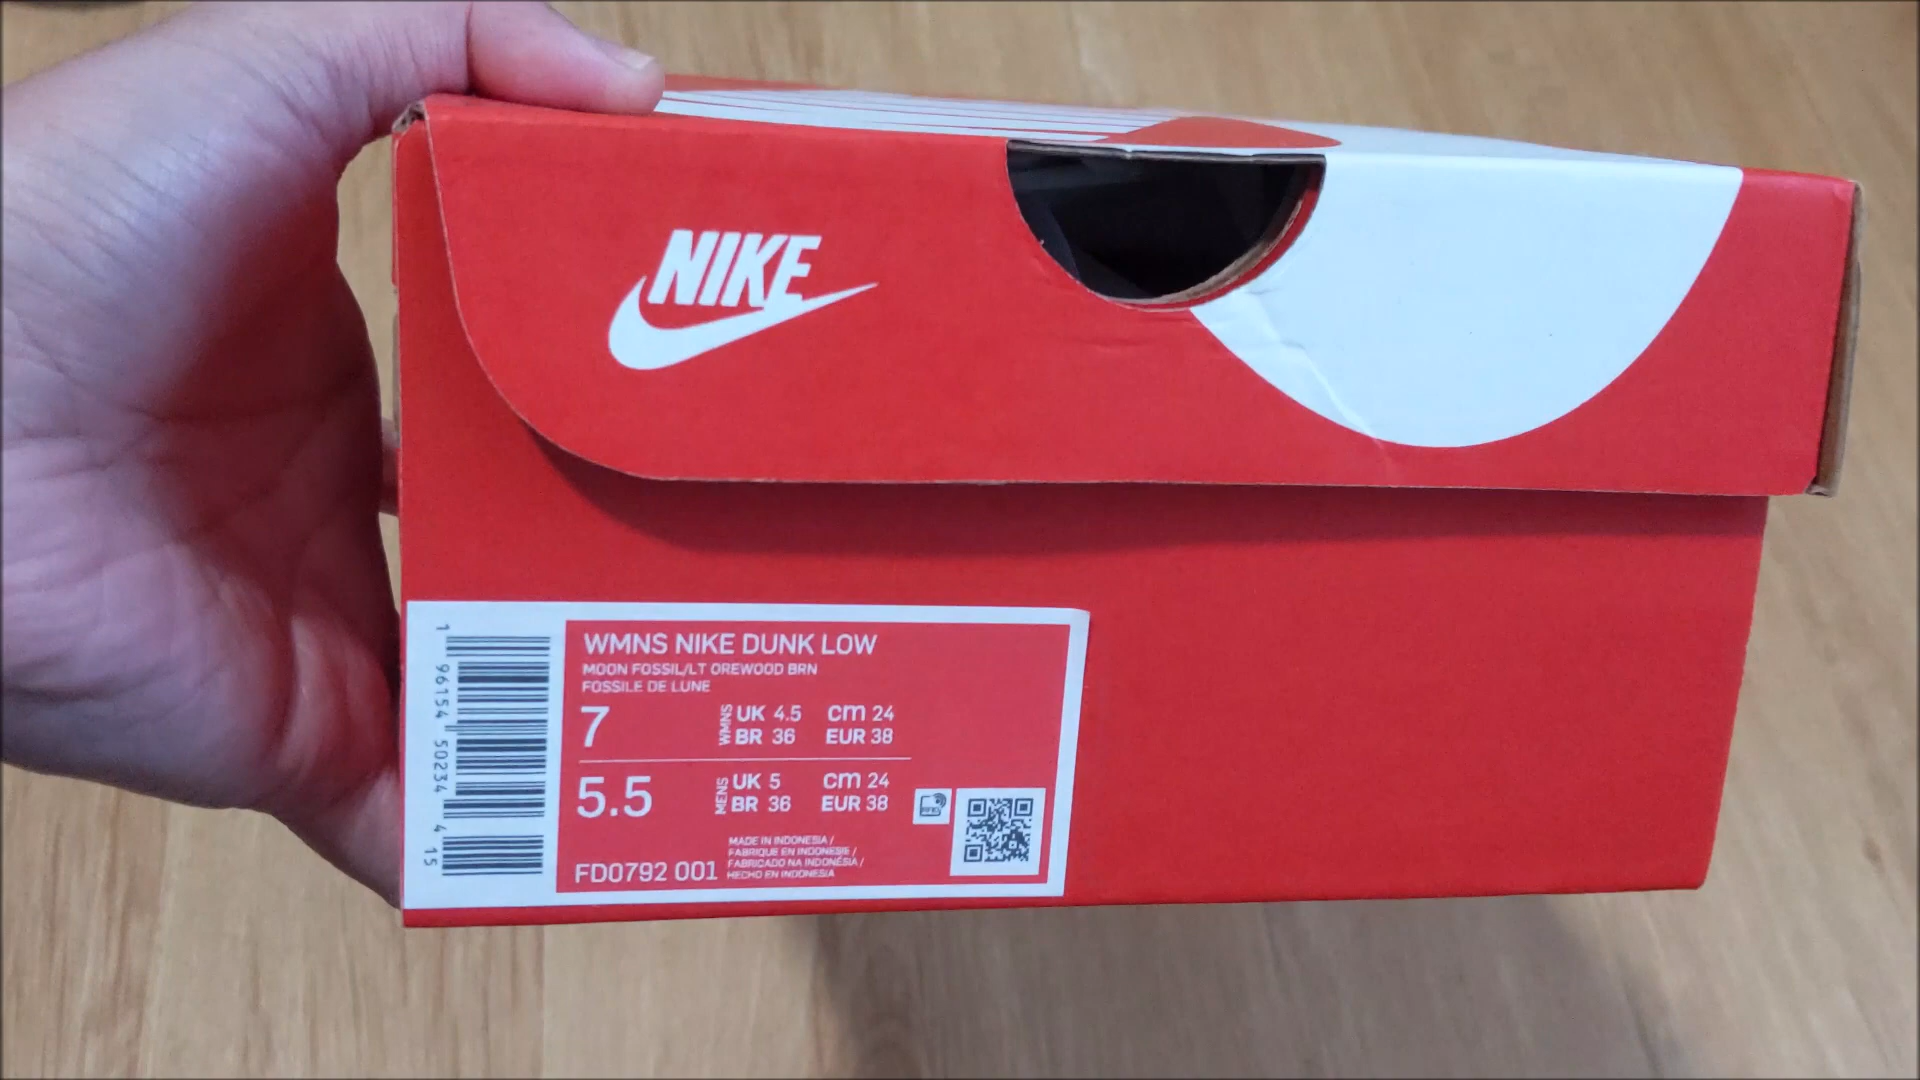 NIKE
1 96154 50234 4 15
WMNS NIKE DUNK LOW
MOON FOSSIL/LT OREWOOD BRN
FOSSILE DE LUNE
7 WMNS UK 4.5 cm 24
BR 36 EUR 38
5.5 MENS UK 5 cm 24
BR 36 EUR 38
MADE IN INDONESIA /
FABRIQUE EN INDONESIE /
FABRICADO NA INDONÉSIA /
HECHO EN INDONESIA
FD0792 001